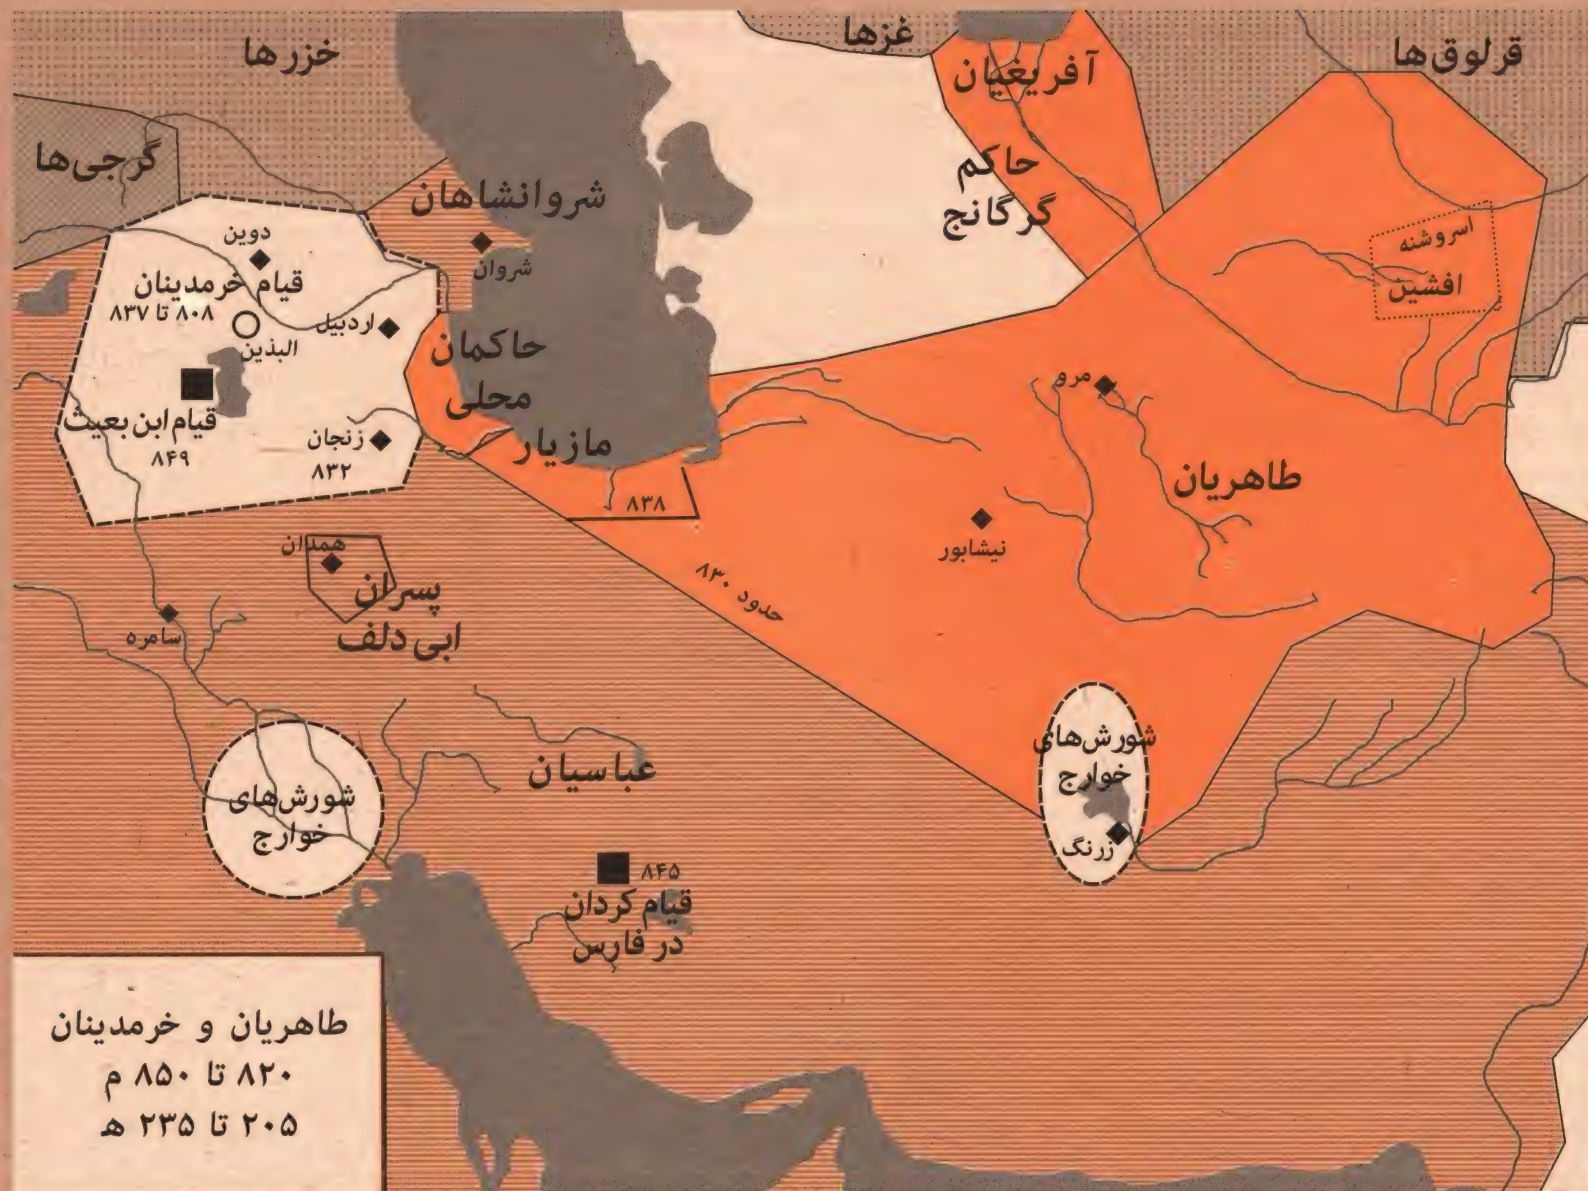 خزرها
غزها
قرلوق‌ها
آفریغیان
گرجی‌ها
حاکم
گرگانج
شروانشاهان
شروان
اسروشنه
افشین
دوین
قیام خرمدینان
۸۰۸ تا ۸۳۷
اردبیل
البذین
حاکمان
محلی
مازیار
۸۳۸
مرو
طاهریان
نیشابور
قیام ابن بعیث
۸۴۹
زنجان
۸۳۲
همدان
پسران
ابی دلف
حدود ۸۳۰
سامره
شورش‌های
خوارج
زرنگ
عباسیان
شورش‌های
خوارج
۸۴۵
قیام کردان
در فارس
طاهریان و خرمدینان
۸۲۰ تا ۸۵۰ م
۲۰۵ تا ۲۳۵ ه